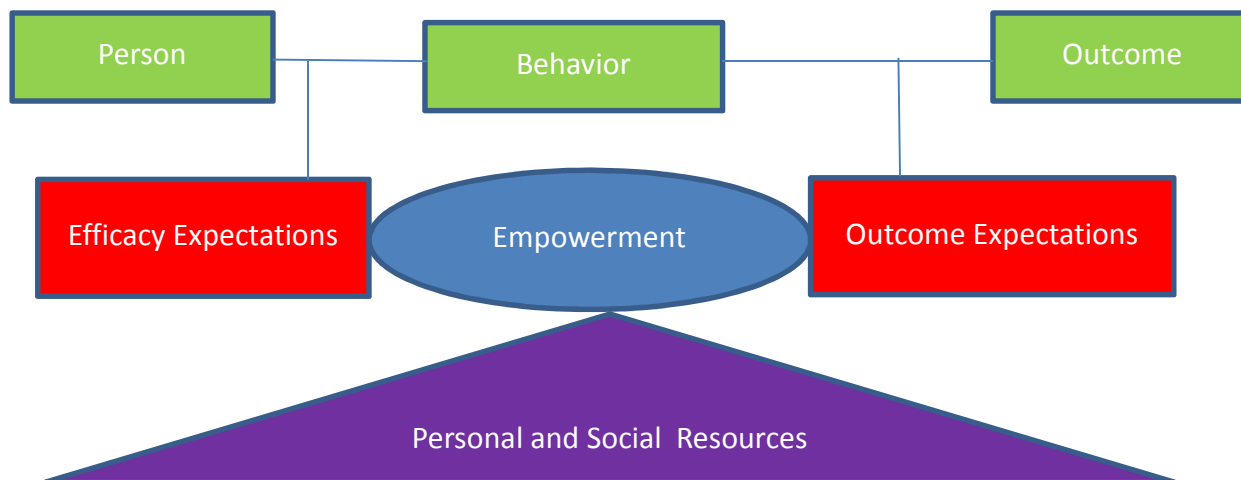 Person
Behavior
Outcome
Efficacy Expectations
Empowerment
Outcome Expectations
Personal and Social  Resources